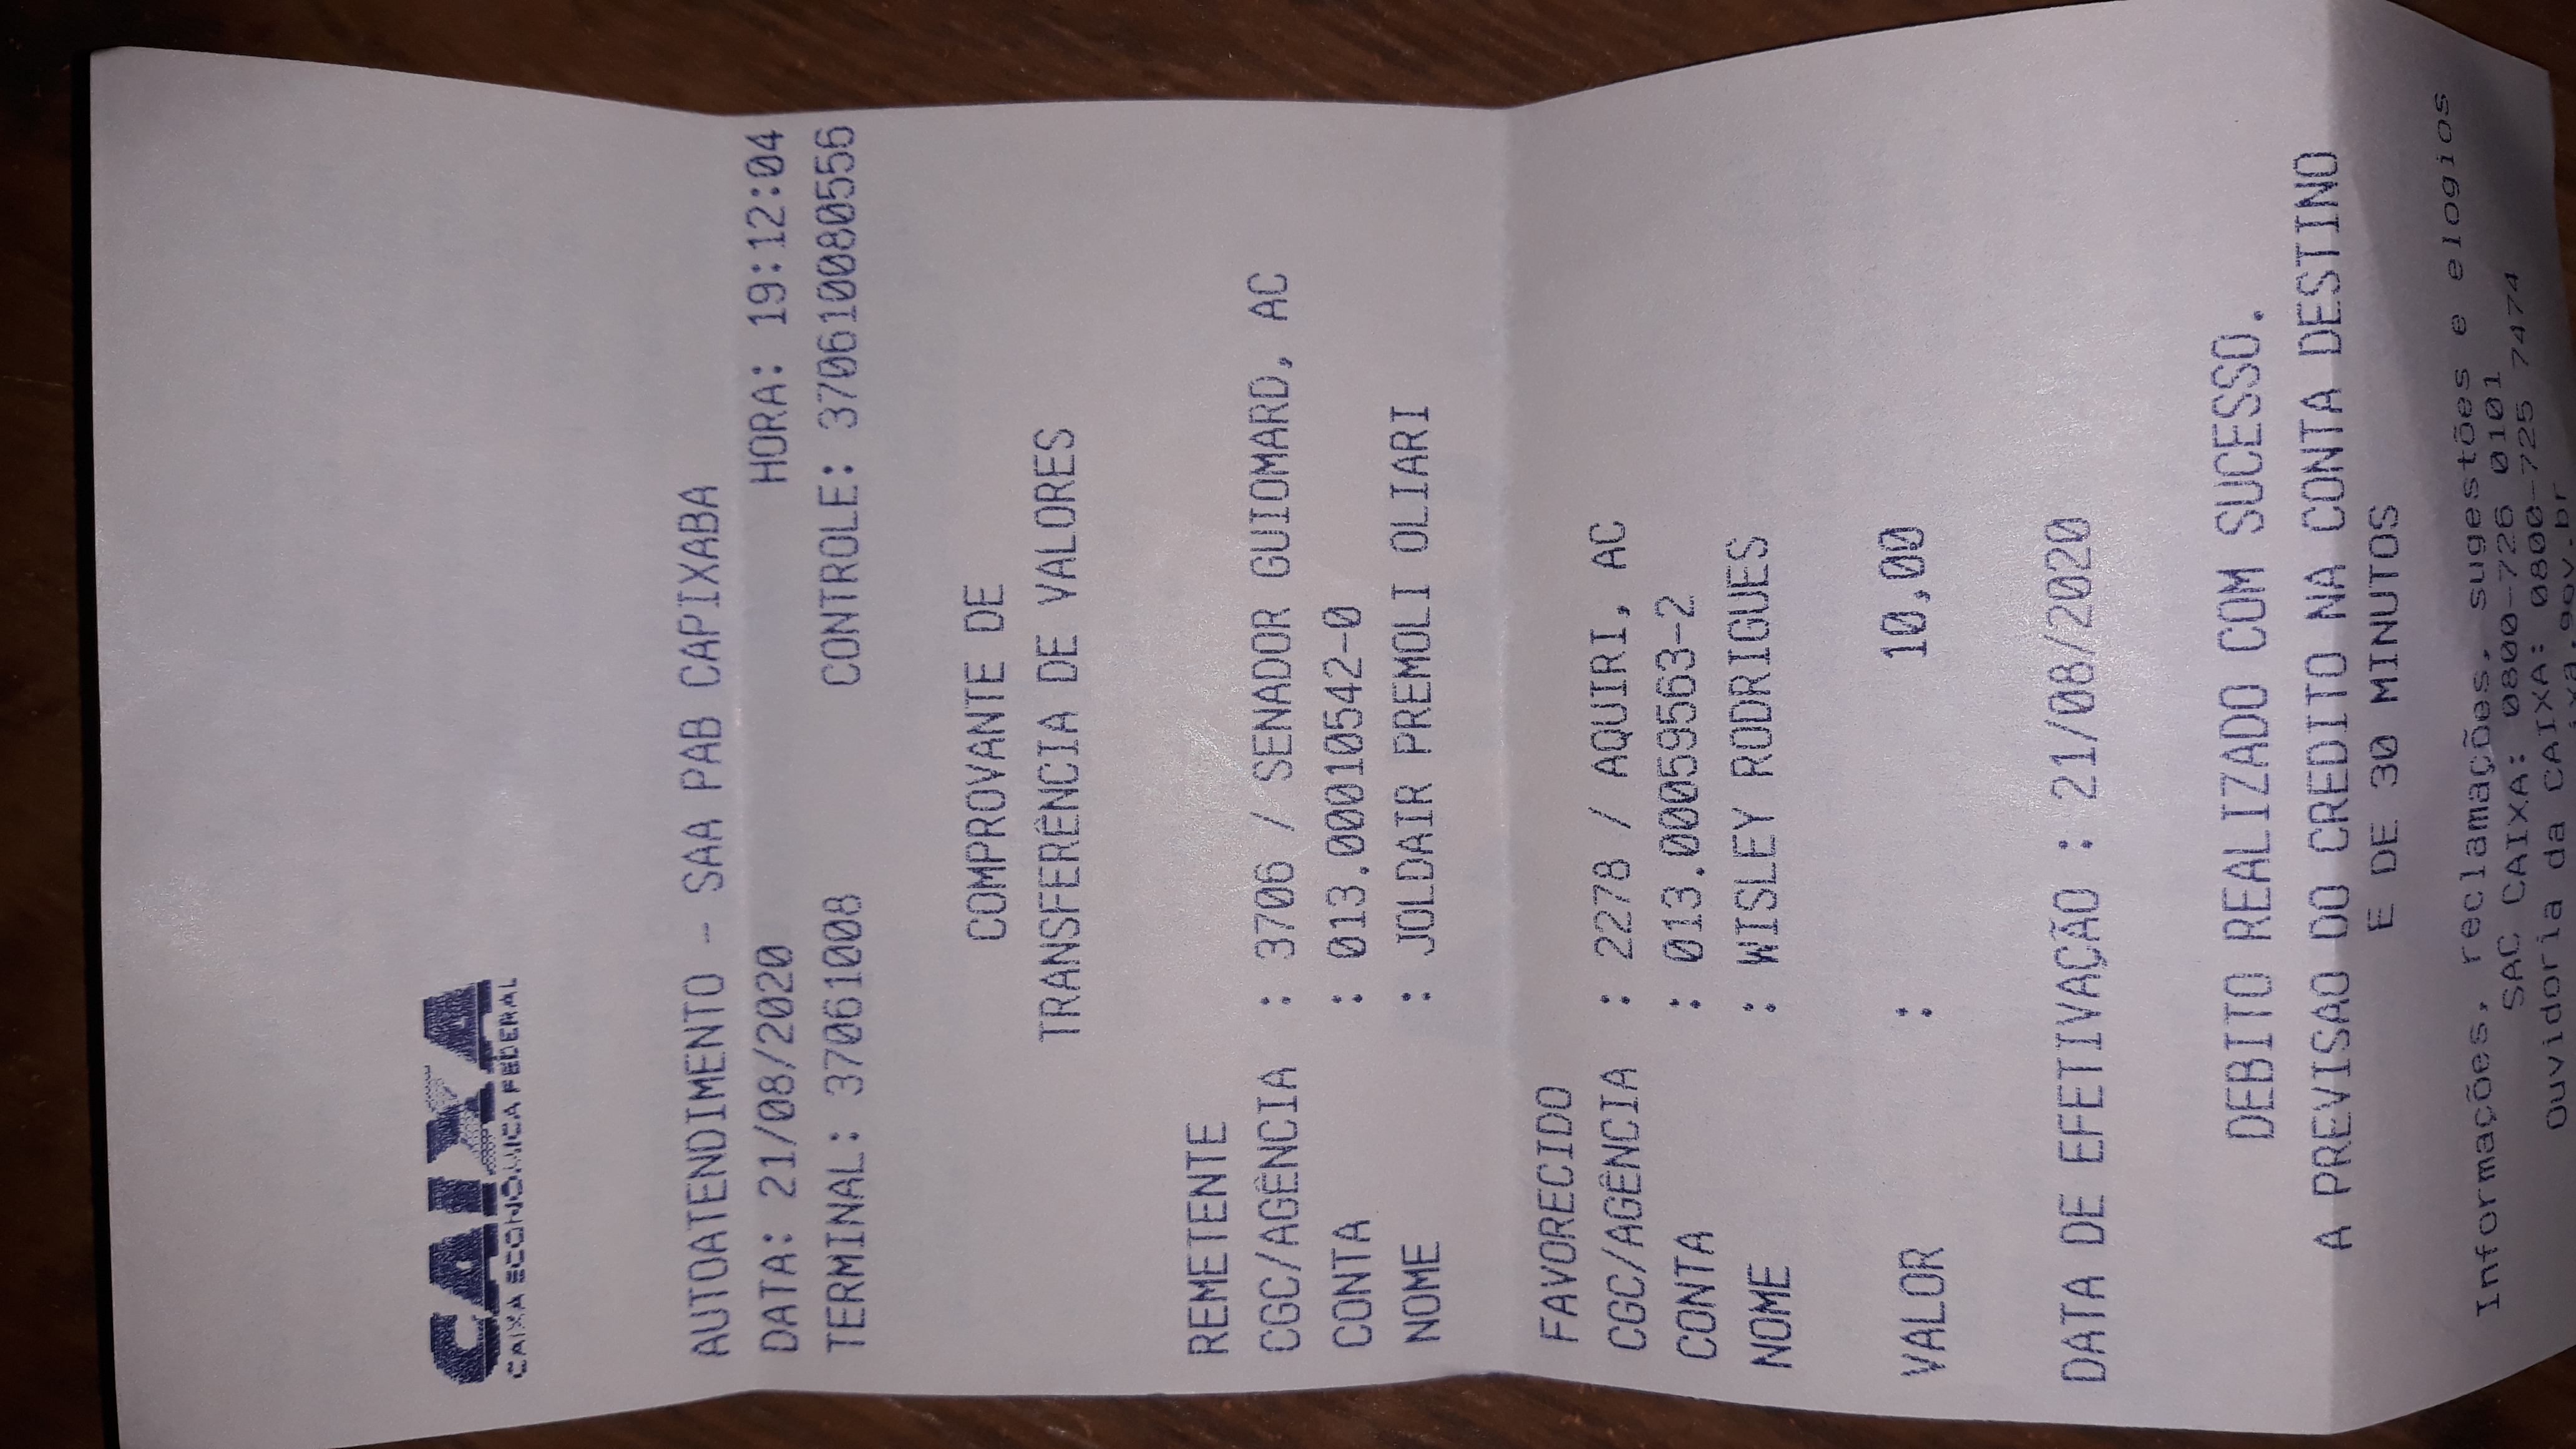 CAIXA
CAIXA ECONÔMICA FEDERAL
AUTOATENDIMENTO - SAA PAB CAPIXABA
DATA: 21/08/2020 HORA: 19:12:04
TERMINAL: 37061008 CONTROLE: 370610080556
COMPROVANTE DE
TRANSFERÊNCIA DE VALORES
REMETENTE
CGC/AGÊNCIA : 3706 / SENADOR GUIOMARD, AC
CONTA : 013.00010542-0
NOME : JOLDAIR PREMOLI OLIARI
FAVORECIDO
CGC/AGÊNCIA : 2278 / AQUIRI, AC
CONTA : 013.00059563-2
NOME : WISLEY RODRIGUES
VALOR : 10,00
DATA DE EFETIVAÇÃO : 21/08/2020
DEBITO REALIZADO COM SUCESSO.
A PREVISAO DO CREDITO NA CONTA DESTINO
E DE 30 MINUTOS
Informações, reclamações, sugestões e elogios
SAC CAIXA: 0800-726 0101
Ouvidoria da CAIXA: 0800-725 7474
ixa.gov.br